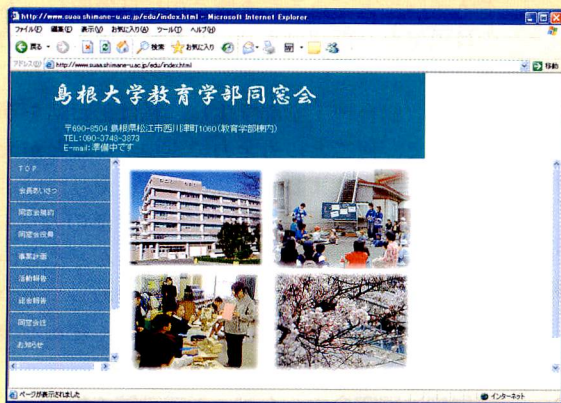 http://www.suaa.shimane-u.ac.jp/edu/index.html - Microsoft Internet Explorer
ファイル(F) 編集(E) 表示(V) お気に入り(A) ツール(T) ヘルプ(H)
戻る 検索 お気に入り
アドレス(D) http://www.suaa.shimane-u.ac.jp/edu/index.html 移動
島根大学教育学部同窓会
〒690-8504 島根県松江市西川津町1060(教育学部棟内)
TEL:090-3743-3873
E-mail:準備中です
TOP
会長あいさつ
同窓会規約
同窓会役員
事業計画
活動報告
総会報告
同窓会誌
お知らせ
ページが表示されました インターネット